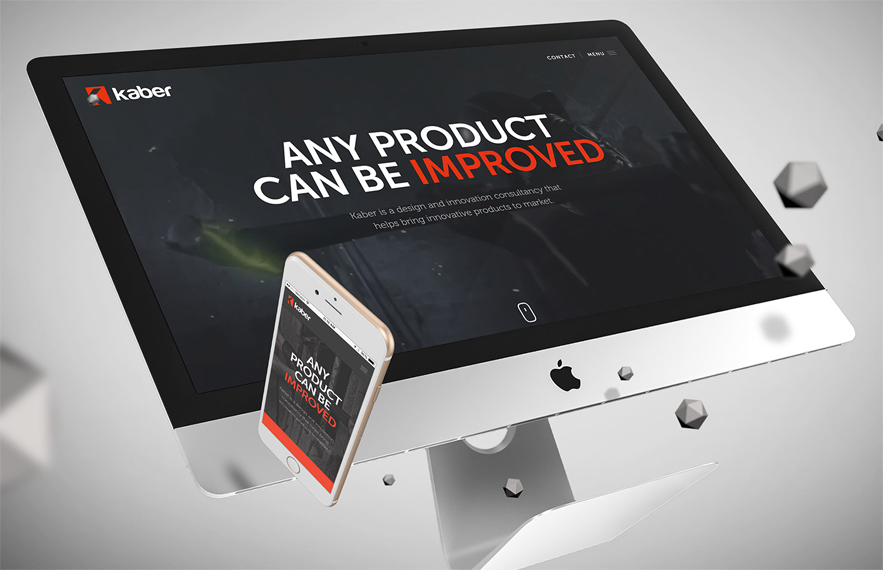 kaber
CONTACT
MENU
ANY PRODUCT
CAN BE IMPROVED
Kaber is a design and innovation consultancy that
helps bring innovative products to market.
kaber
ANY
PRODUCT
CAN BE
IMPROVED